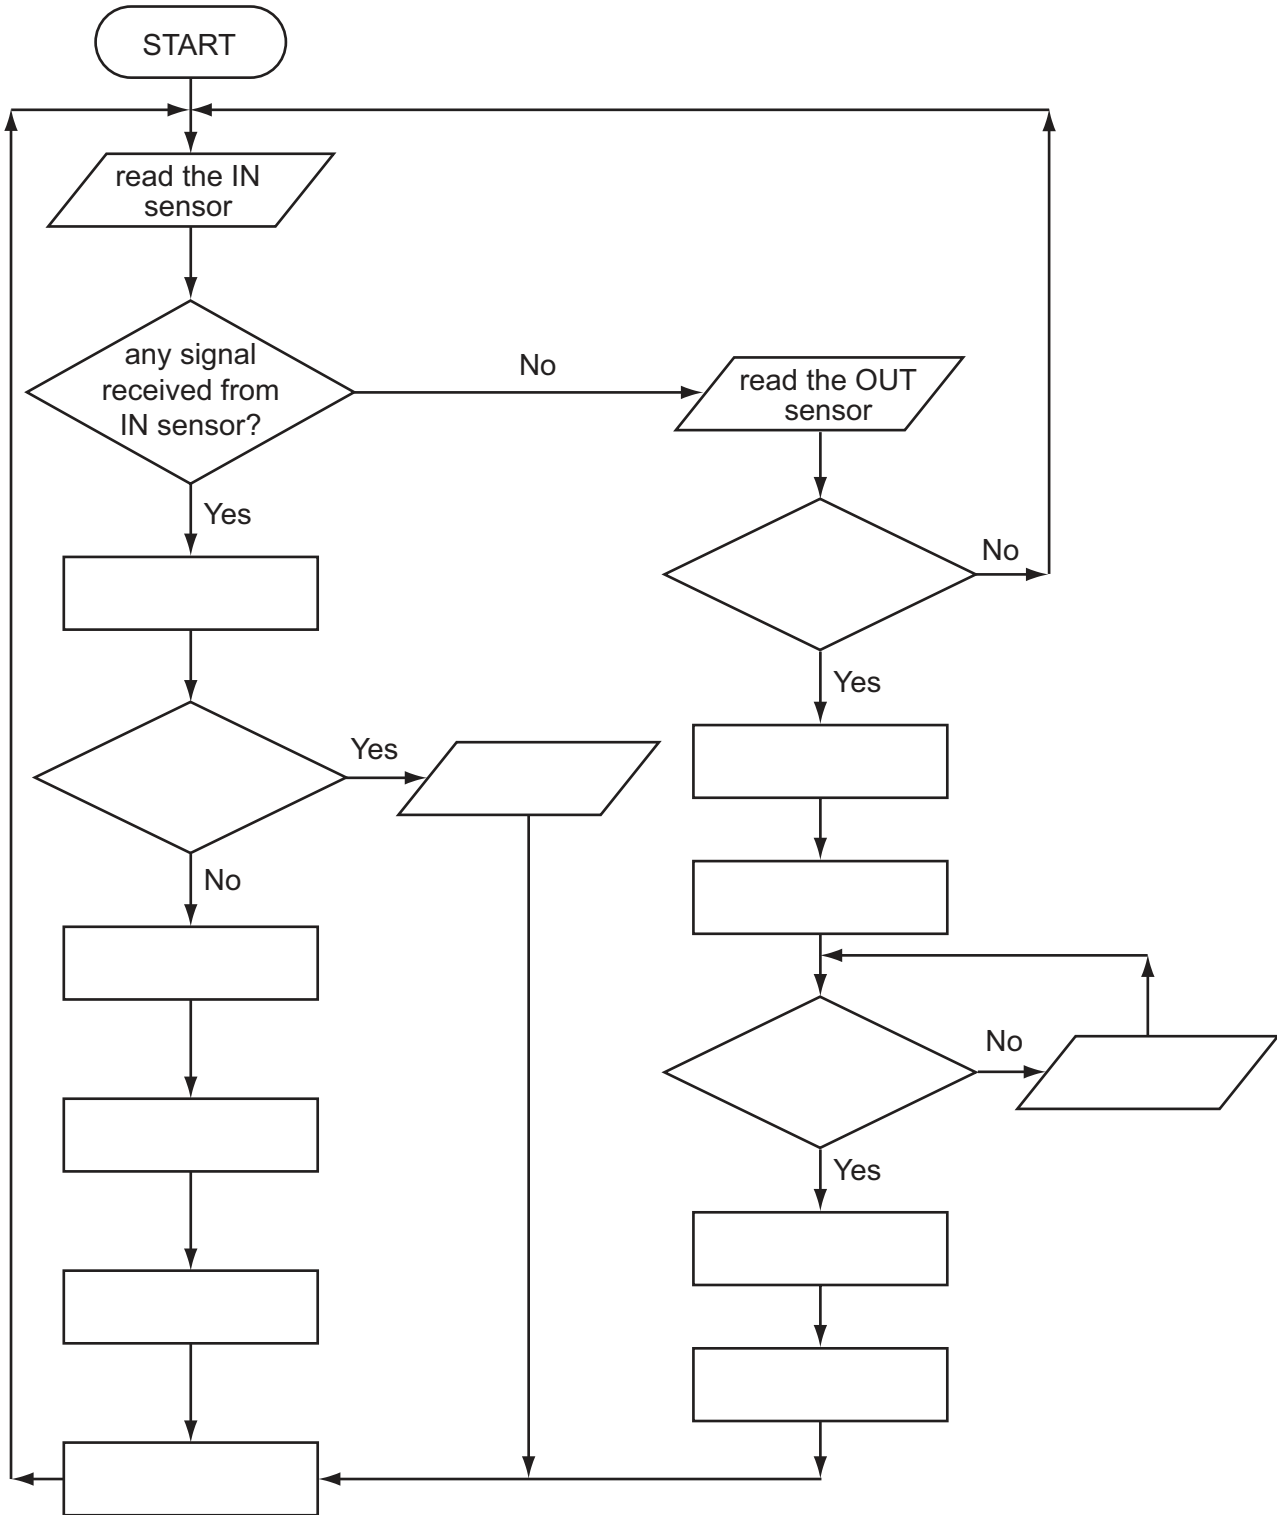 START
read the IN
sensor
any signal
received from
IN sensor?
No
read the OUT
sensor
Yes
No
Yes
Yes
No
No
Yes